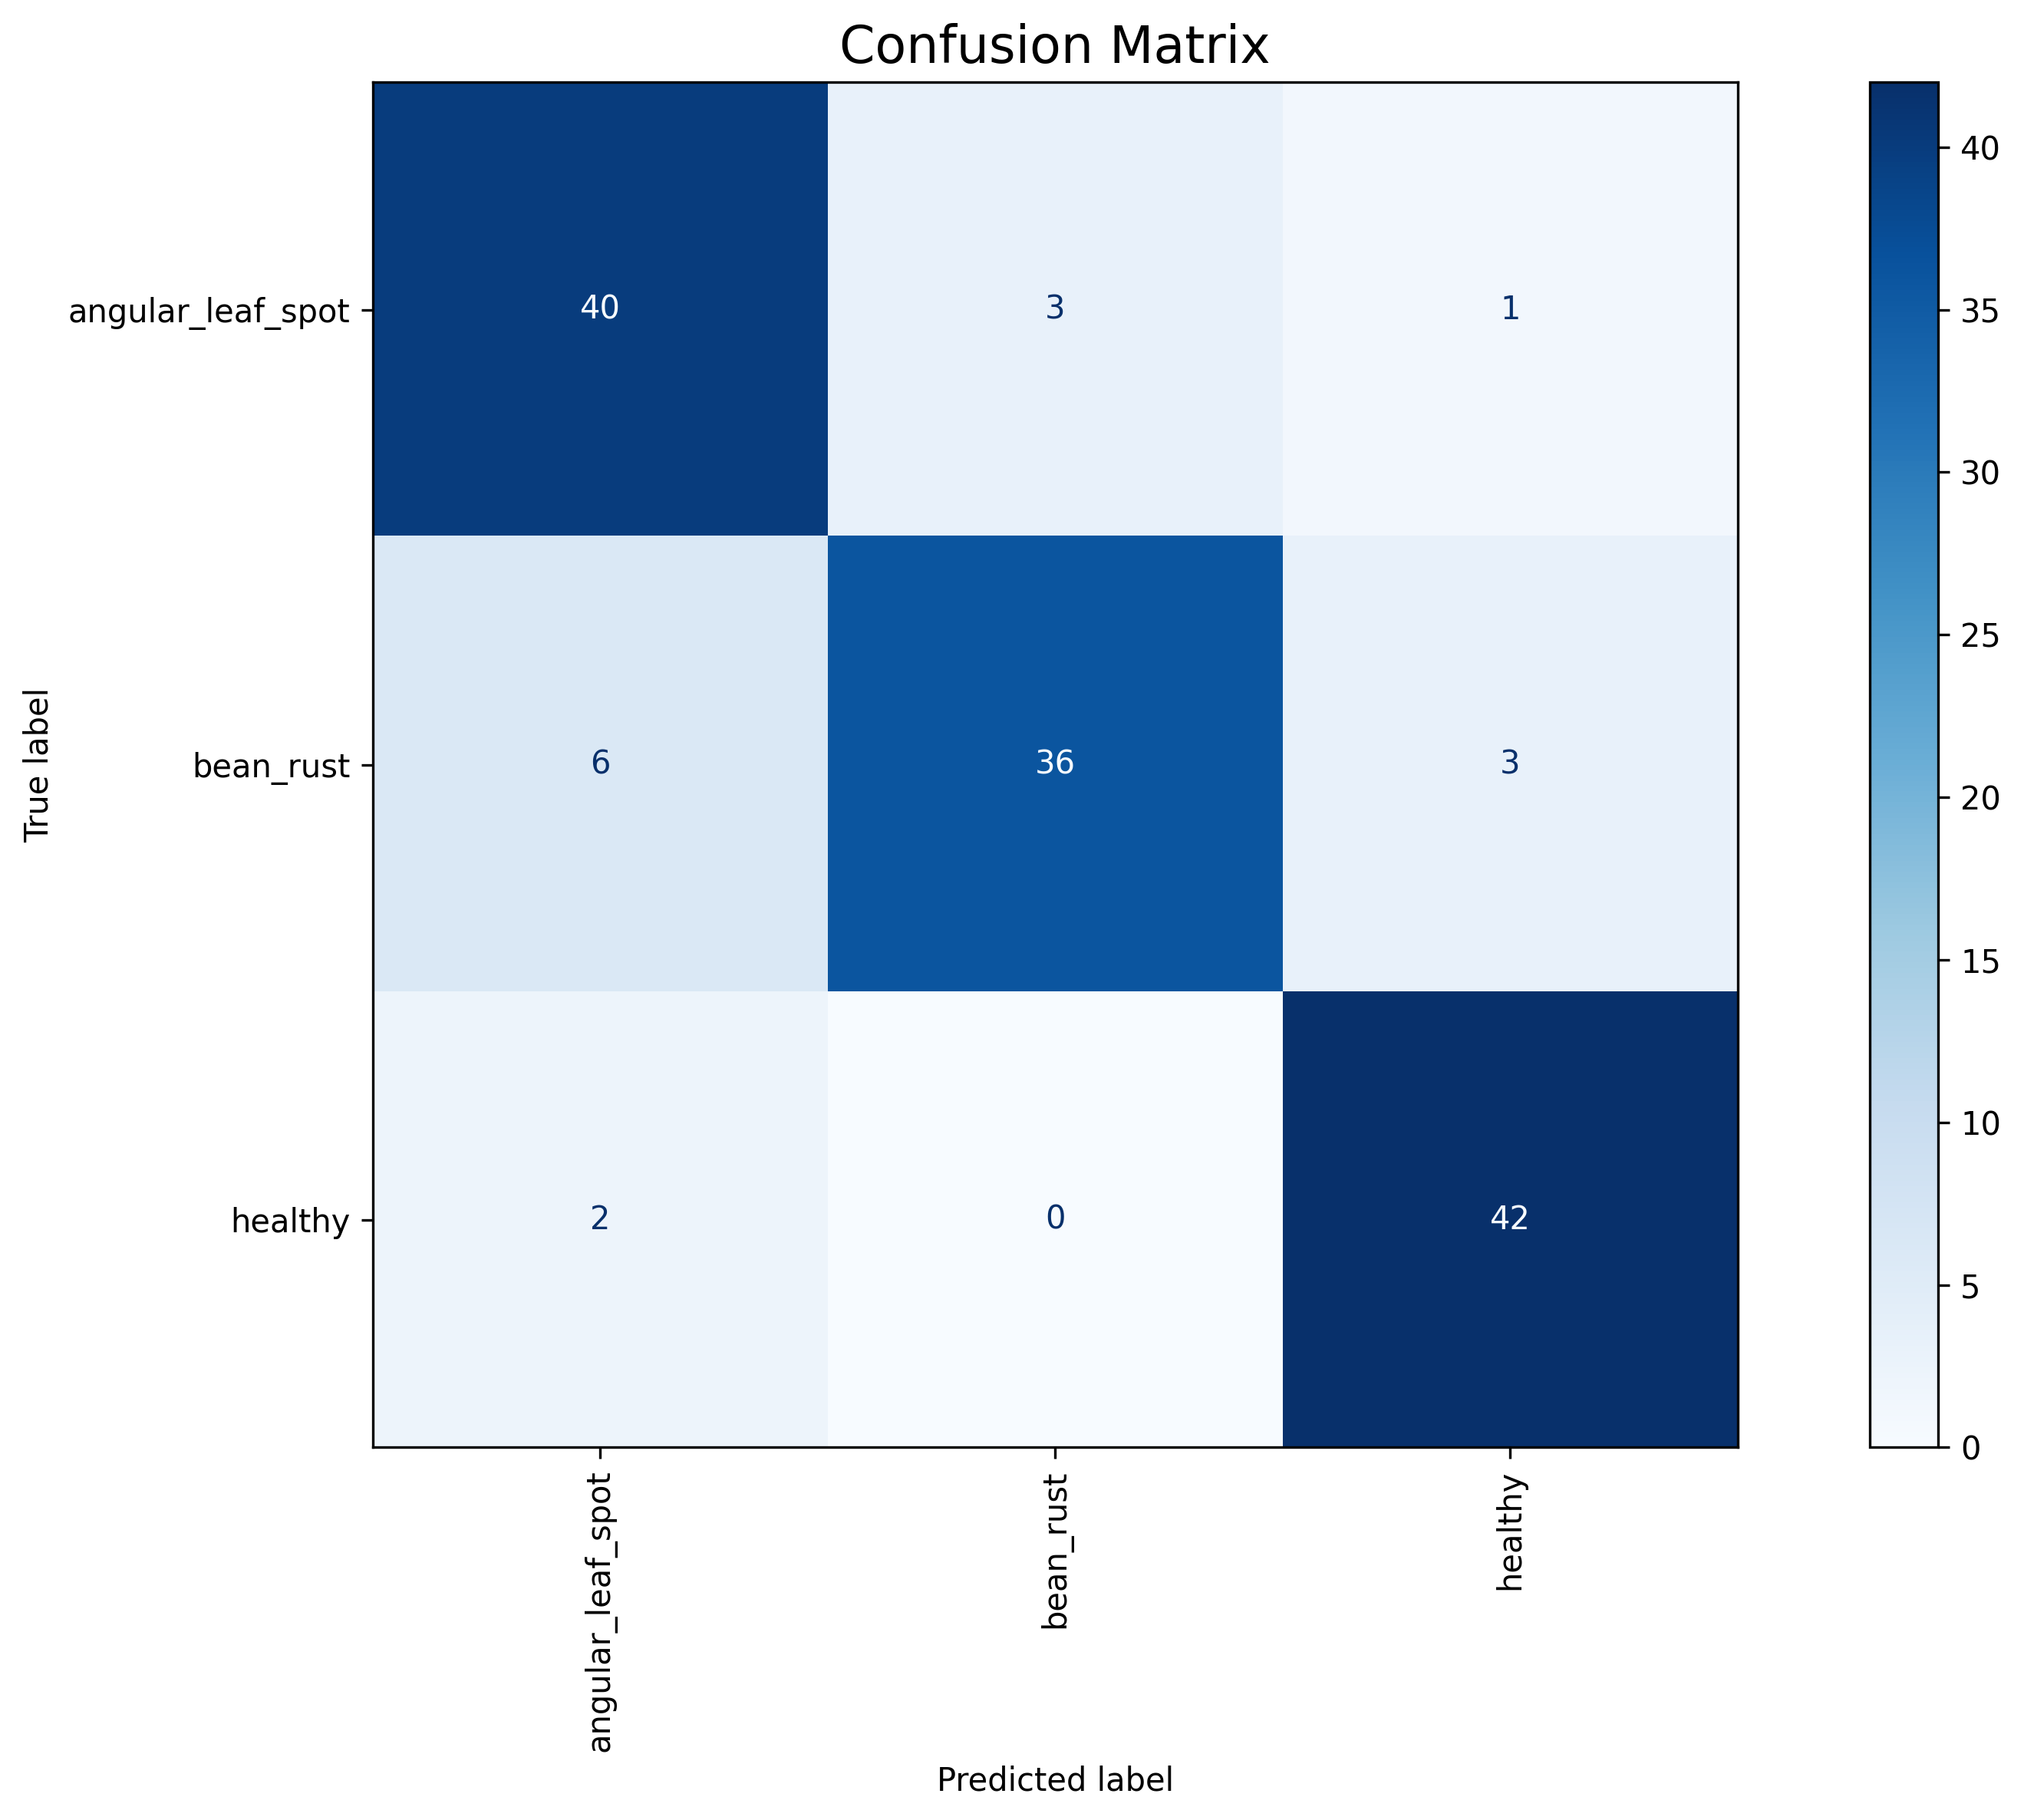 Confusion Matrix
angular_leaf_spot
bean_rust
healthy
True label
40 3 1
6 36 3
2 0 42
angular_leaf_spot
bean_rust
healthy
Predicted label
40
35
30
25
20
15
10
5
0